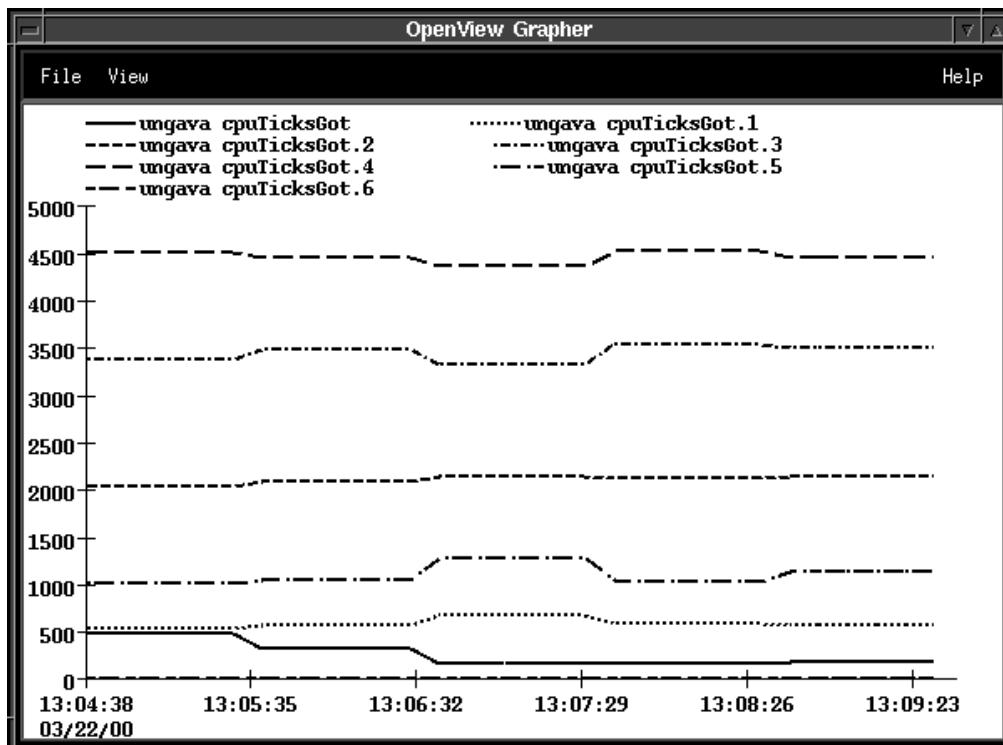 OpenView Grapher
File View Help
ungava cpuTicksGot ungava cpuTicksGot.1
ungava cpuTicksGot.2 ungava cpuTicksGot.3
ungava cpuTicksGot.4 ungava cpuTicksGot.5
ungava cpuTicksGot.6
5000
4500
4000
3500
3000
2500
2000
1500
1000
500
0
13:04:38 13:05:35 13:06:32 13:07:29 13:08:26 13:09:23
03/22/00